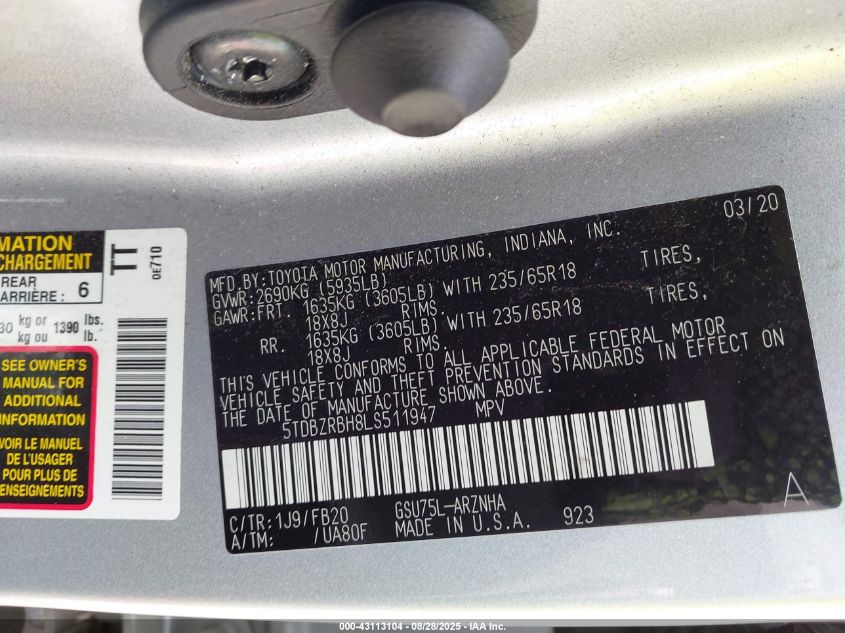 MATION
CHARGEMENT
REAR
ARRIÈRE : 6
30 kg or 1390 lbs.
kg ou lb.
SEE OWNER'S
MANUAL FOR
ADDITIONAL
INFORMATION
VOIR LE MANUEL
DE L'USAGER
POUR PLUS DE
RENSEIGNEMENTS
TT
0E710
03/20
MFD.BY:TOYOTA MOTOR MANUFACTURING, INDIANA, INC.
GVWR:2690KG (5935LB)
GAWR:FRT. 1635KG (3605LB) WITH 235/65R18 TIRES,
18X8J RIMS.
RR. 1635KG (3605LB) WITH 235/65R18 TIRES,
18X8J RIMS.
THIS VEHICLE CONFORMS TO ALL APPLICABLE FEDERAL MOTOR
VEHICLE SAFETY AND THEFT PREVENTION STANDARDS IN EFFECT ON
THE DATE OF MANUFACTURE SHOWN ABOVE.
5TDBZRBH8LS511947 MPV
C/TR:1J9/FB20 GSU75L-ARZNHA
A/TM: /UA80F MADE IN U.S.A. 923
A
000-43113104 - 08/28/2025 - IAA Inc.